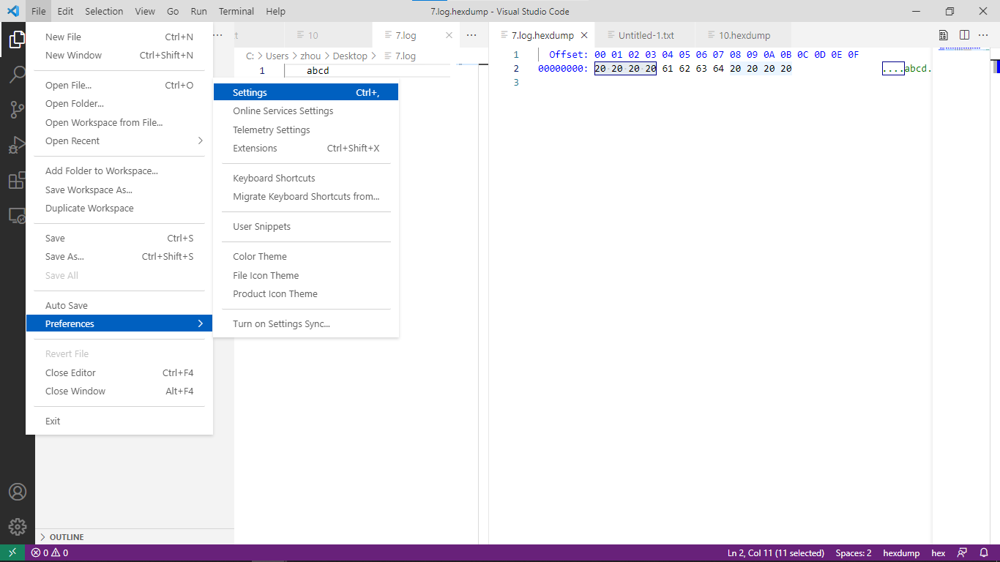 File Edit Selection View Go Run Terminal Help 7.log.hexdump - Visual Studio Code
New File Ctrl+N
New Window Ctrl+Shift+N
Open File... Ctrl+O
Open Folder...
Open Workspace from File...
Open Recent
Add Folder to Workspace...
Save Workspace As...
Duplicate Workspace
Save Ctrl+S
Save As... Ctrl+Shift+S
Save All
Auto Save
Preferences
Revert File
Close Editor Ctrl+F4
Close Window Alt+F4
Exit
Settings Ctrl+,
Online Services Settings
Telemetry Settings
Extensions Ctrl+Shift+X
Keyboard Shortcuts
Migrate Keyboard Shortcuts from...
User Snippets
Color Theme
File Icon Theme
Product Icon Theme
Turn on Settings Sync...
t 10 7.log
C: > Users > zhou > Desktop > 7.log
1 abcd
7.log.hexdump Untitled-1.txt 10.hexdump
1 Offset: 00 01 02 03 04 05 06 07 08 09 0A 0B 0C 0D 0E 0F
2 00000000: 20 20 20 20 61 62 63 64 20 20 20 20 ....abcd.
3
OUTLINE
0 0 Ln 2, Col 11 (11 selected) Spaces: 2 hexdump hex